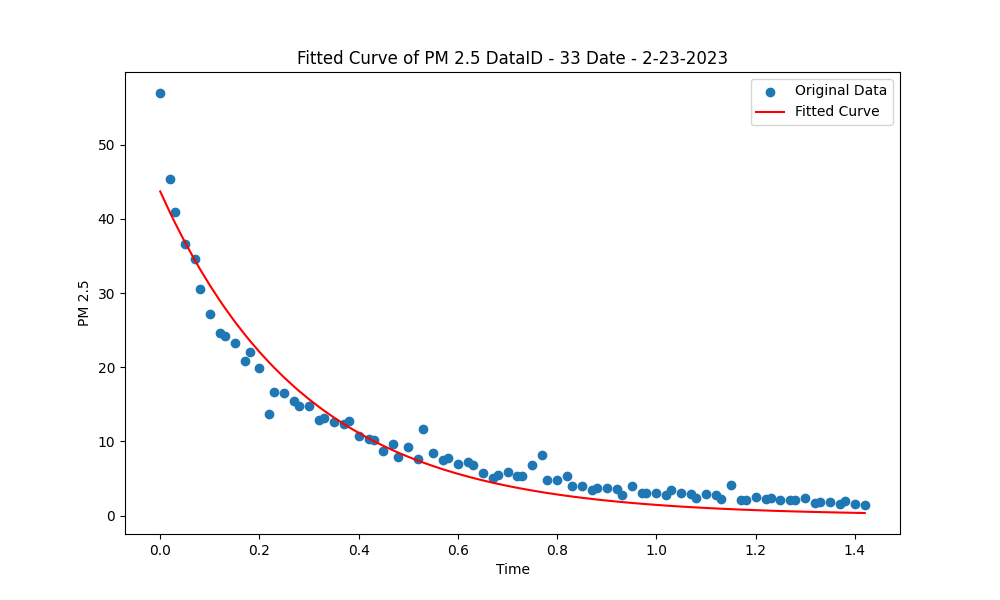 Fitted Curve of PM 2.5 DataID - 33 Date - 2-23-2023
Original Data
Fitted Curve
PM 2.5
50
40
30
20
10
0
0.0 0.2 0.4 0.6 0.8 1.0 1.2 1.4
Time